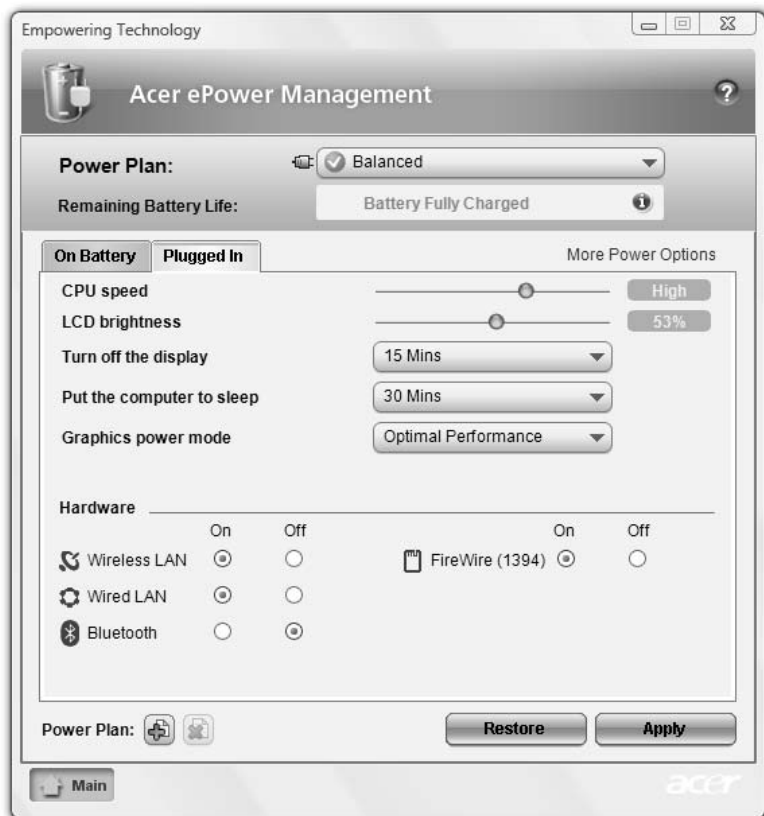 Empowering Technology
Acer ePower Management
?
Power Plan: Balanced
Remaining Battery Life: Battery Fully Charged
On Battery Plugged In More Power Options
CPU speed High
LCD brightness 53%
Turn off the display 15 Mins
Put the computer to sleep 30 Mins
Graphics power mode Optimal Performance
Hardware
On Off On Off
Wireless LAN FireWire (1394)
Wired LAN
Bluetooth
Power Plan: Restore Apply
Main acer